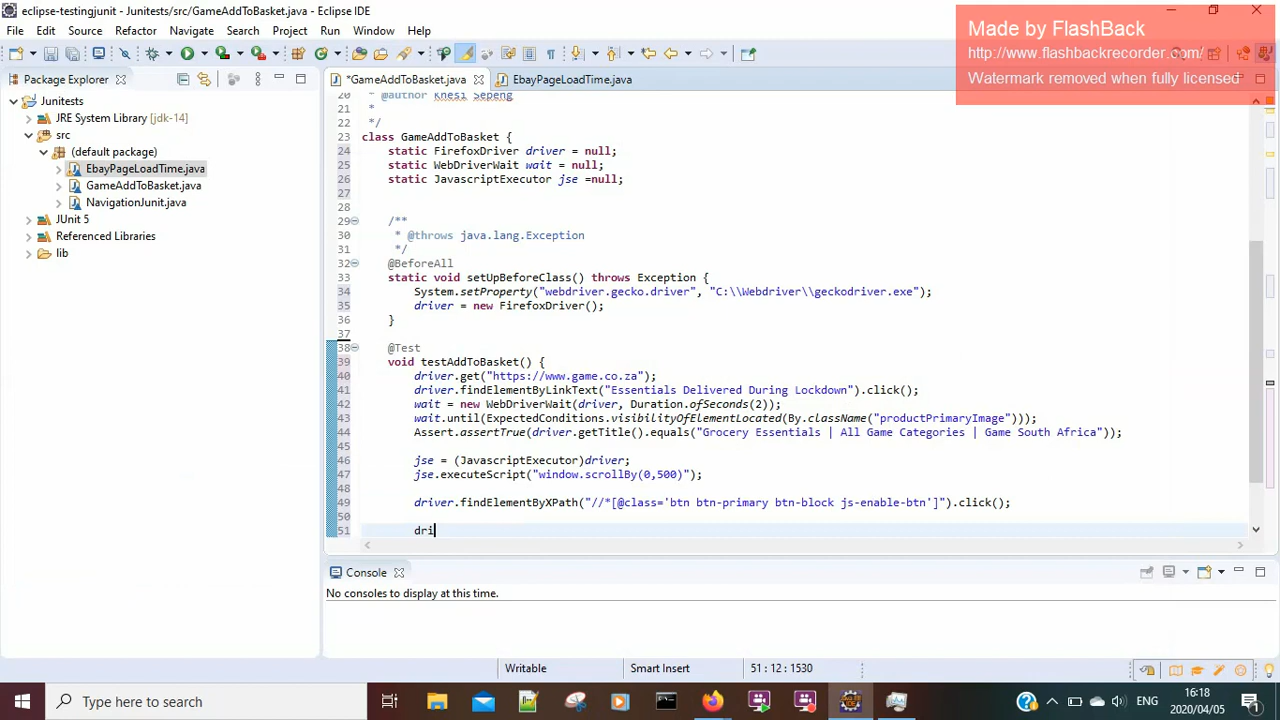 eclipse-testingjunit - Junitests/src/GameAddToBasket.java - Eclipse IDE
Made by FlashBack
http://www.flashbackrecorder.com/
Watermark removed when fully licensed
File Edit Source Refactor Navigate Search Project Run Window Help
Package Explorer
*GameAddToBasket.java
EbayPageLoadTime.java
Junitests
JRE System Library [jdk-14]
src
(default package)
EbayPageLoadTime.java
GameAddToBasket.java
NavigationJunit.java
JUnit 5
Referenced Libraries
lib
20 * @author Khesi Sepeng
21 *
22 */
23 class GameAddToBasket {
24 static FirefoxDriver driver = null;
25 static WebDriverWait wait = null;
26 static JavascriptExecutor jse =null;
27
28
29 /**
30 * @throws java.lang.Exception
31 */
32 @BeforeAll
33 static void setUpBeforeClass() throws Exception {
34 System.setProperty("webdriver.gecko.driver", "C:\\Webdriver\\geckodriver.exe");
35 driver = new FirefoxDriver();
36 }
37
38 @Test
39 void testAddToBasket() {
40 driver.get("https://www.game.co.za");
41 driver.findElementByLinkText("Essentials Delivered During Lockdown").click();
42 wait = new WebDriverWait(driver, Duration.ofSeconds(2));
43 wait.until(ExpectedConditions.visibilityOfElementLocated(By.className("productPrimaryImage")));
44 Assert.assertTrue(driver.getTitle().equals("Grocery Essentials | All Game Categories | Game South Africa"));
45
46 jse = (JavascriptExecutor)driver;
47 jse.executeScript("window.scrollBy(0,500)");
48
49 driver.findElementByXPath("//*[@class='btn btn-primary btn-block js-enable-btn']").click();
50
51 dri
Console
No consoles to display at this time.
Writable Smart Insert 51 : 12 : 1530
Type here to search
ENG
16:18
2020/04/05